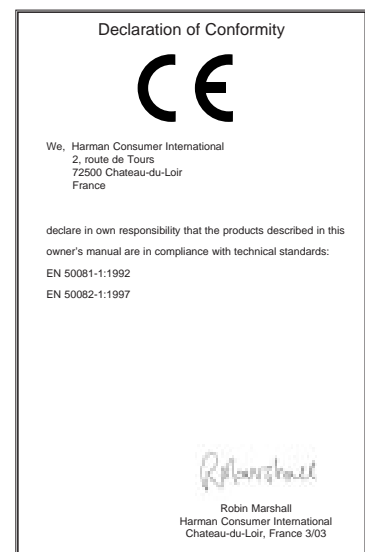 Declaration of Conformity
CE
We, Harman Consumer International
2, route de Tours
72500 Chateau-du-Loir
France
declare in own responsibility that the products described in this
owner's manual are in compliance with technical standards:
EN 50081-1:1992
EN 50082-1:1997
R Marshall
Robin Marshall
Harman Consumer International
Chateau-du-Loir, France 3/03